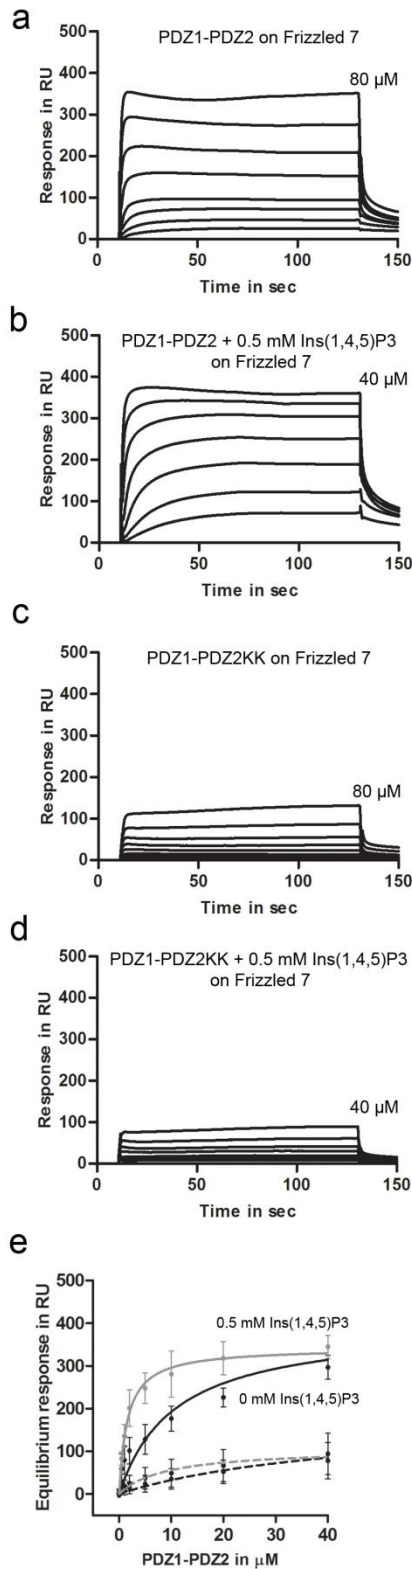 a
PDZ1-PDZ2 on Frizzled 7
80 µM
Response in RU
500
400
300
200
100
0
0 50 100 150
Time in sec
b
PDZ1-PDZ2 + 0.5 mM Ins(1,4,5)P3
on Frizzled 7
40 µM
Response in RU
500
400
300
200
100
0
0 50 100 150
Time in sec
c
PDZ1-PDZ2KK on Frizzled 7
80 µM
Response in RU
500
400
300
200
100
0
0 50 100 150
Time in sec
d
PDZ1-PDZ2KK + 0.5 mM Ins(1,4,5)P3
on Frizzled 7
40 µM
Response in RU
500
400
300
200
100
0
0 50 100 150
Time in sec
e
0.5 mM Ins(1,4,5)P3
0 mM Ins(1,4,5)P3
Equilibrium response in RU
500
400
300
200
100
0
0 10 20 30 40
PDZ1-PDZ2 in µM